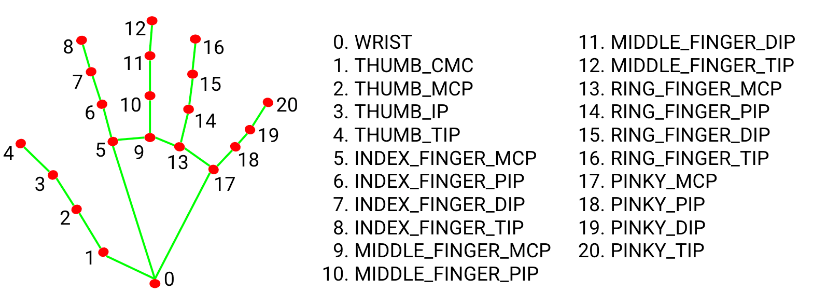 12
8
16
11
7
15
10
6
20
14
19
4
5
9
13
18
3
17
2
1
0
0. WRIST
1. THUMB_CMC
2. THUMB_MCP
3. THUMB_IP
4. THUMB_TIP
5. INDEX_FINGER_MCP
6. INDEX_FINGER_PIP
7. INDEX_FINGER_DIP
8. INDEX_FINGER_TIP
9. MIDDLE_FINGER_MCP
10. MIDDLE_FINGER_PIP
11. MIDDLE_FINGER_DIP
12. MIDDLE_FINGER_TIP
13. RING_FINGER_MCP
14. RING_FINGER_PIP
15. RING_FINGER_DIP
16. RING_FINGER_TIP
17. PINKY_MCP
18. PINKY_PIP
19. PINKY_DIP
20. PINKY_TIP